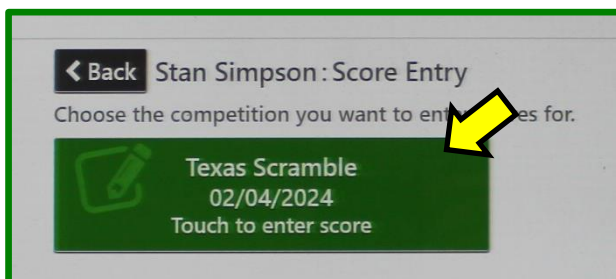 Back Stan Simpson : Score Entry
Choose the competition you want to for.
Texas Scramble
02/04/2024
Touch to enter score